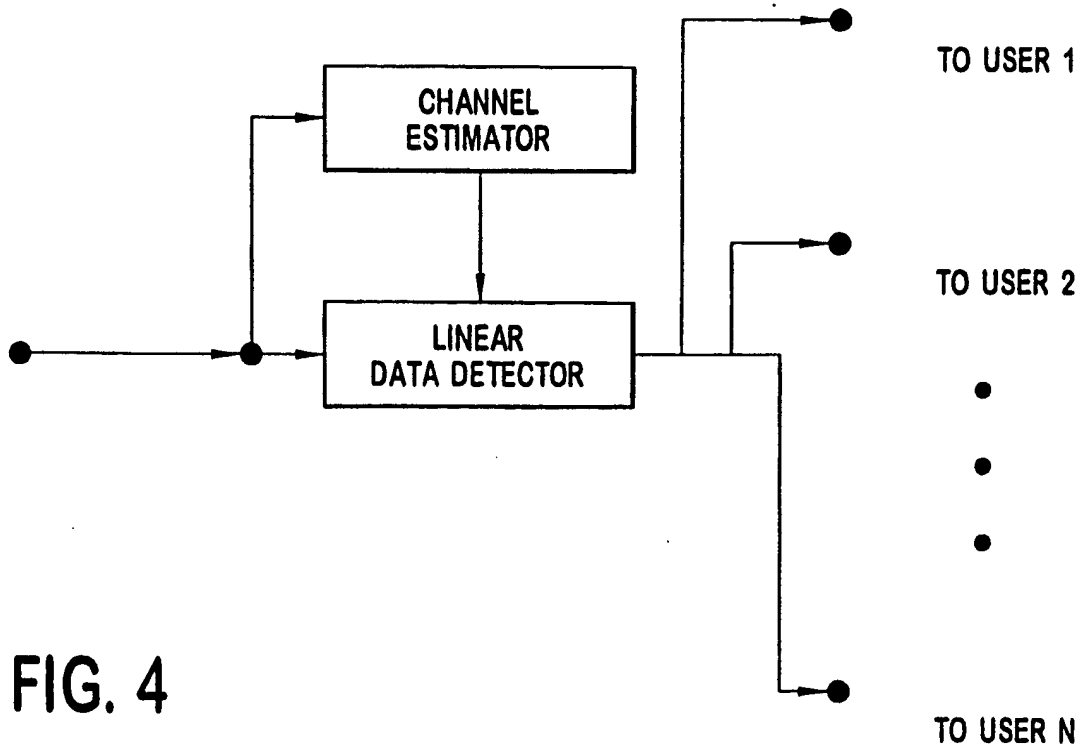 TO USER 1
CHANNEL
ESTIMATOR
TO USER 2
LINEAR
DATA DETECTOR
FIG. 4
TO USER N